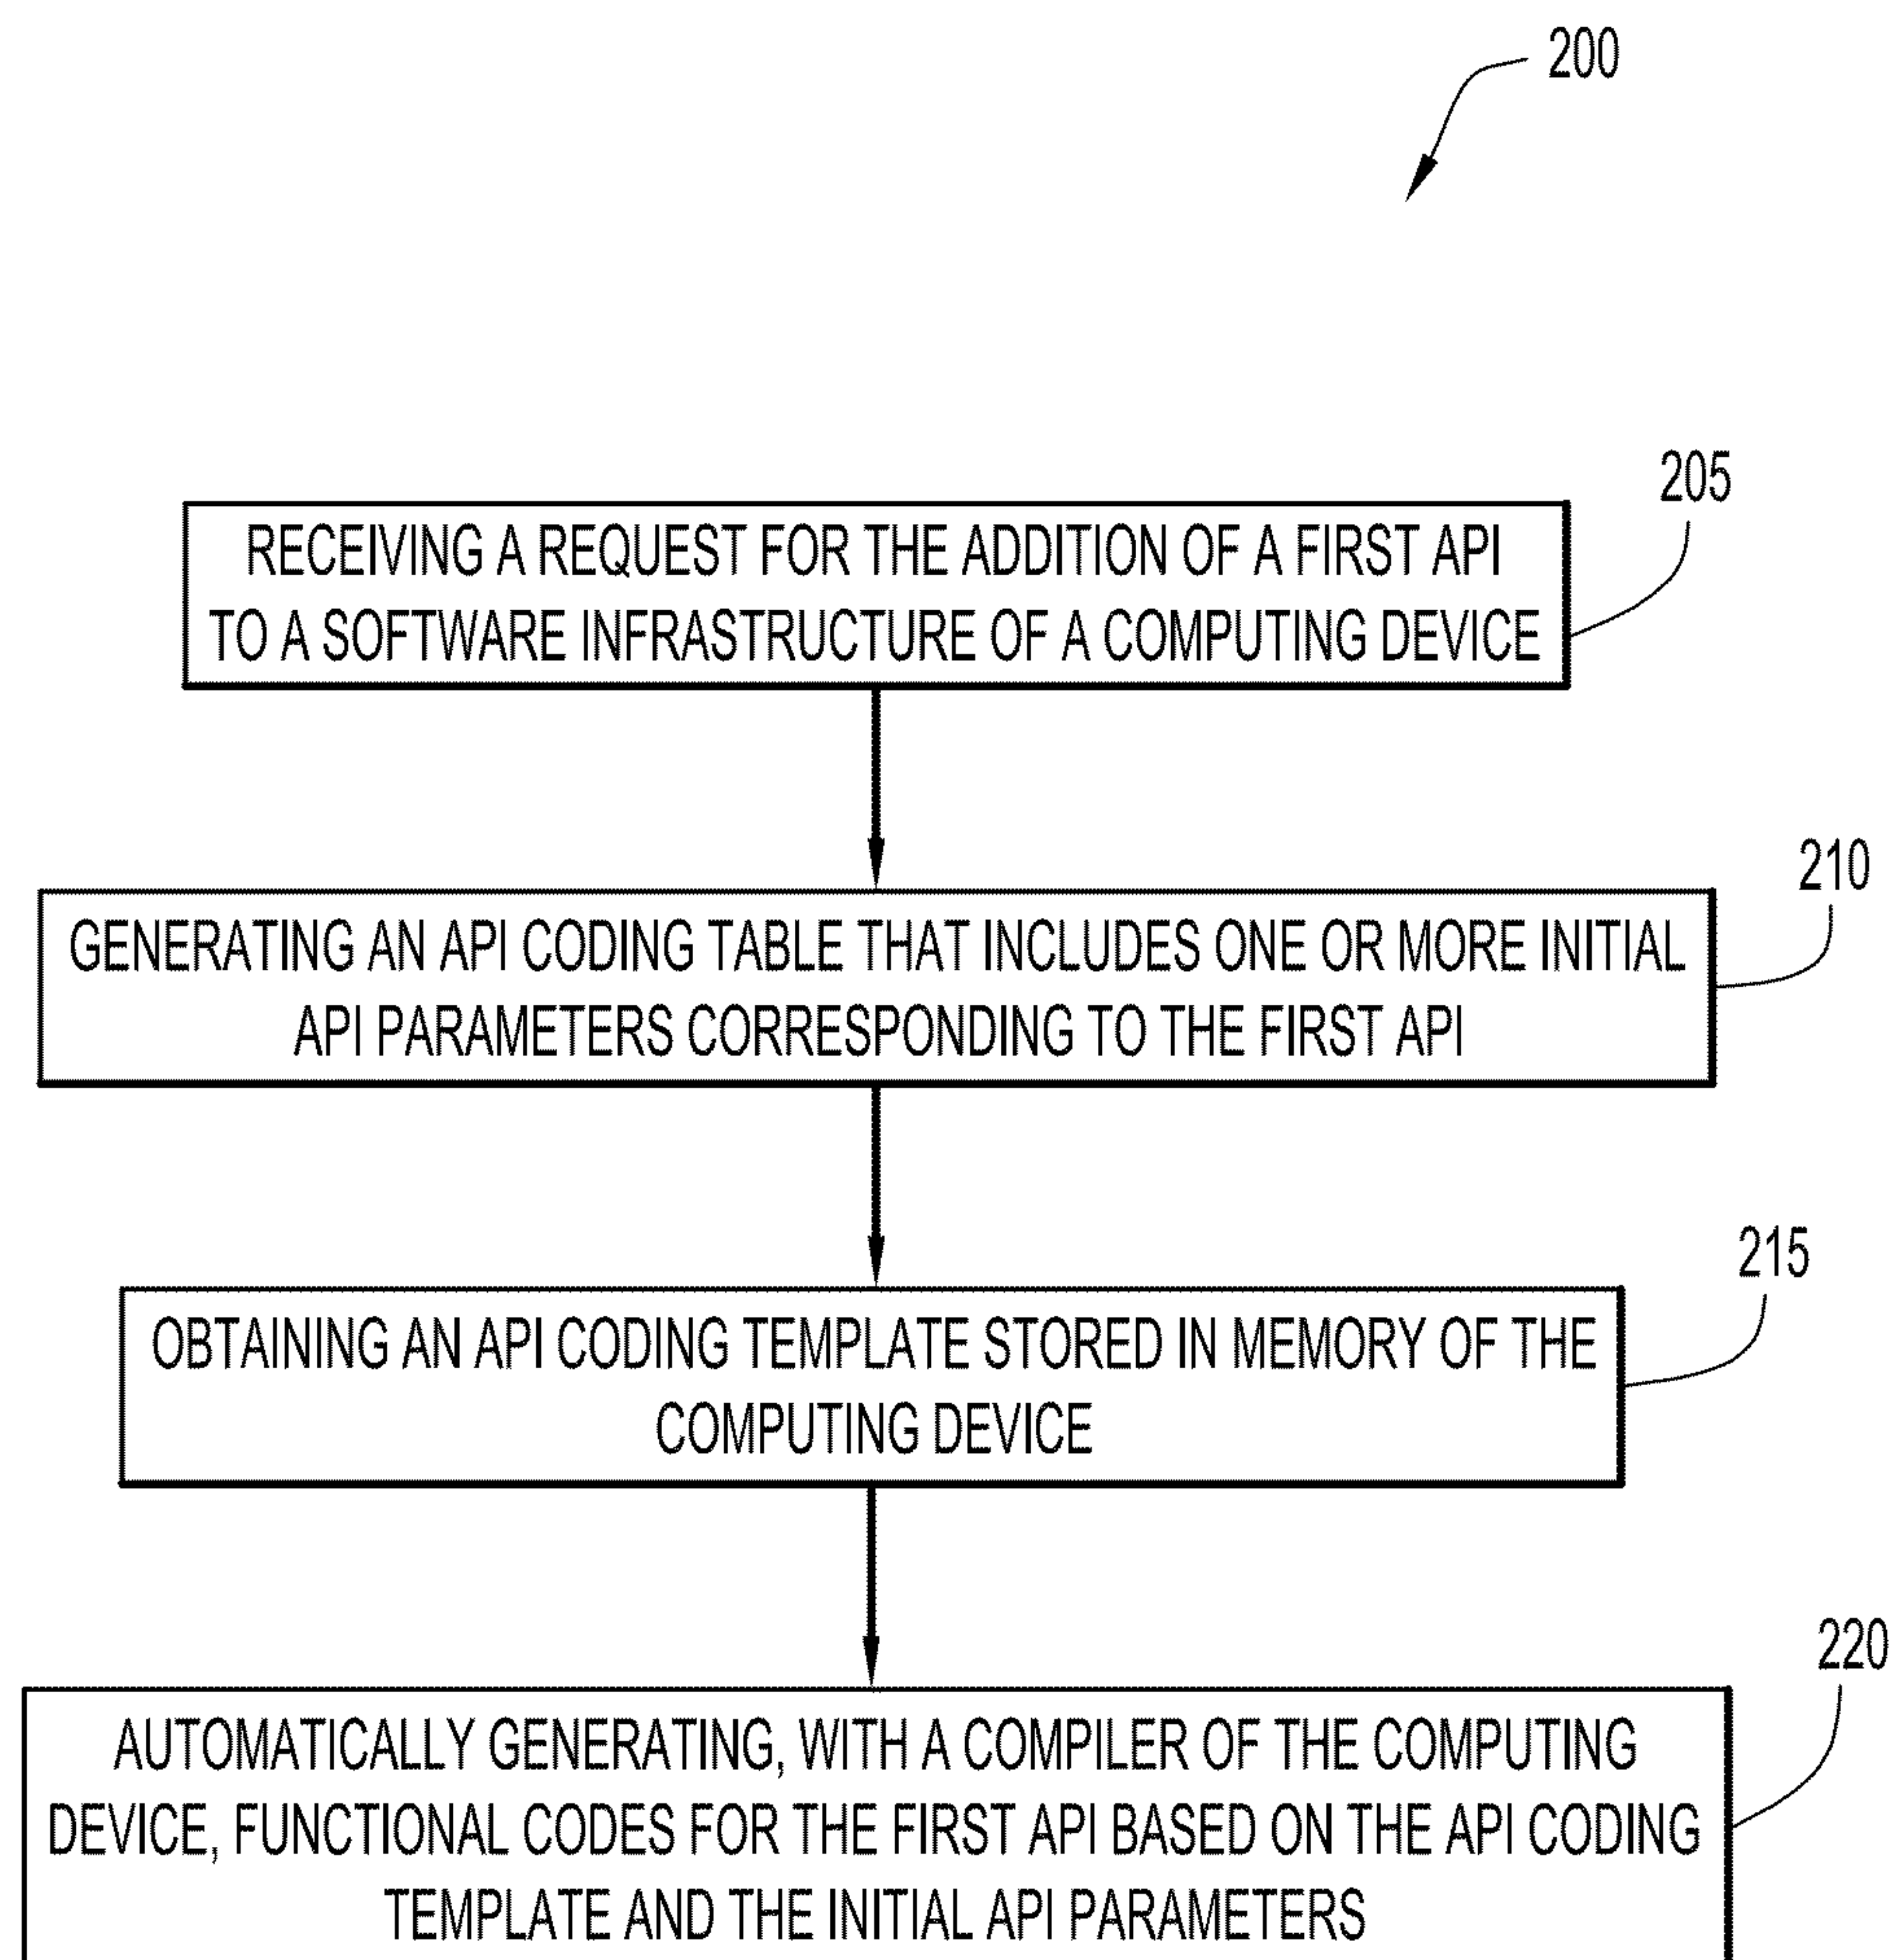 200
205
RECEIVING A REQUEST FOR THE ADDITION OF A FIRST API
TO A SOFTWARE INFRASTRUCTURE OF A COMPUTING DEVICE
210
GENERATING AN API CODING TABLE THAT INCLUDES ONE OR MORE INITIAL
API PARAMETERS CORRESPONDING TO THE FIRST API
215
OBTAINING AN API CODING TEMPLATE STORED IN MEMORY OF THE
COMPUTING DEVICE
220
AUTOMATICALLY GENERATING, WITH A COMPILER OF THE COMPUTING
DEVICE, FUNCTIONAL CODES FOR THE FIRST API BASED ON THE API CODING
TEMPLATE AND THE INITIAL API PARAMETERS